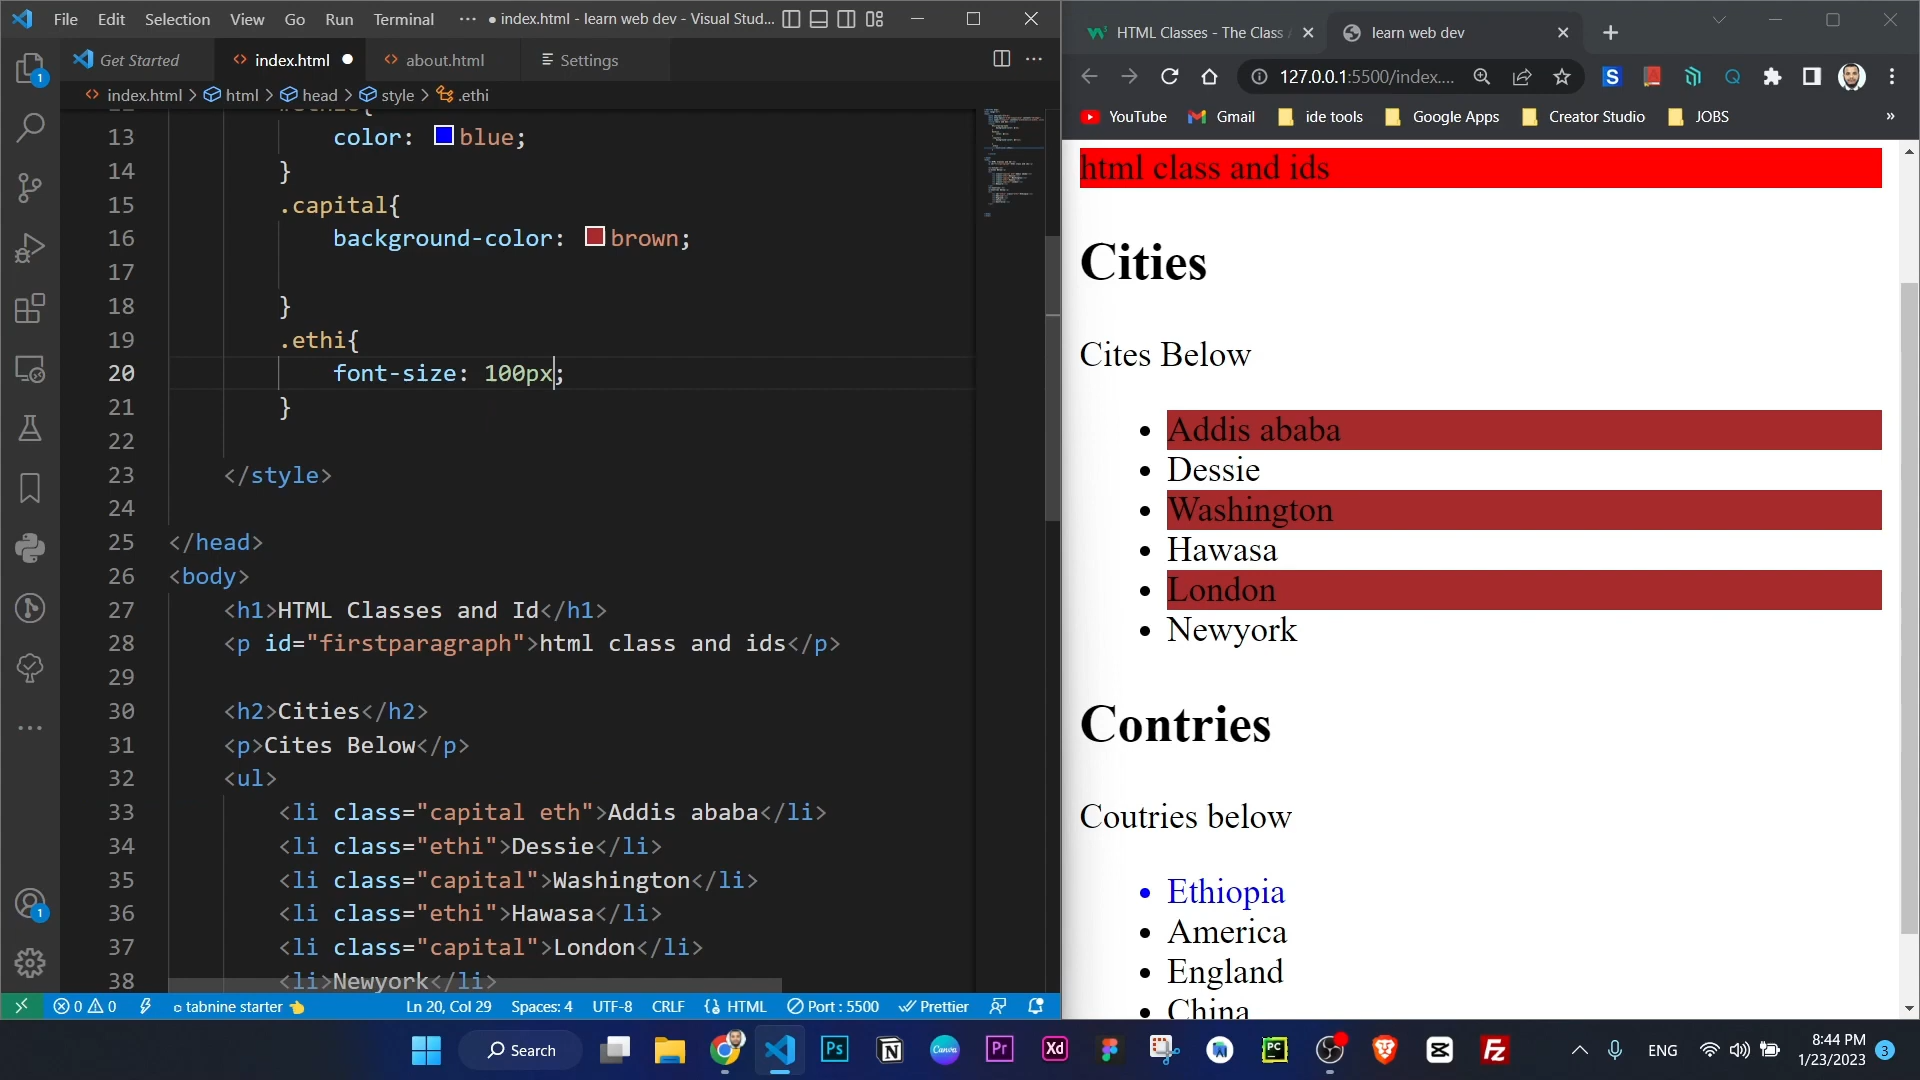 File Edit Selection View Go Run Terminal ··· ● index.html - learn web dev - Visual Stud...
Get Started index.html about.html Settings
index.html > html > head > style > .ethi
13 color: blue;
14 }
15 .capital{
16 background-color: brown;
17
18 }
19 .ethi{
20 font-size: 100px;
21 }
22
23 </style>
24
25 </head>
26 <body>
27 <h1>HTML Classes and Id</h1>
28 <p id="firstparagraph">html class and ids</p>
29
30 <h2>Cities</h2>
31 <p>Cites Below</p>
32 <ul>
33 <li class="capital eth">Addis ababa</li>
34 <li class="ethi">Dessie</li>
35 <li class="capital">Washington</li>
36 <li class="ethi">Hawasa</li>
37 <li class="capital">London</li>
38 <li>Newyork</li>
1
1
0 0 tabnine starter Ln 20, Col 29 Spaces: 4 UTF-8 CRLF HTML Port : 5500 Prettier
HTML Classes - The Class learn web dev
127.0.0.1:5500/index....
YouTube Gmail ide tools Google Apps Creator Studio JOBS »
html class and ids
Cities
Cites Below
Addis ababa
Dessie
Washington
Hawasa
London
Newyork
Contries
Coutries below
Ethiopia
America
England
China
Search Ps Canva Pr Xd PC FZ ENG 8:44 PM
1/23/2023 3